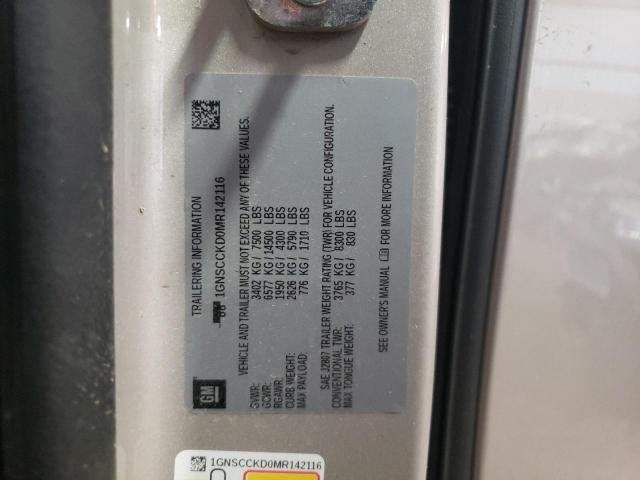 TRAILERING INFORMATION
1GNSCCKD0MR142116
VEHICLE AND TRAILER MUST NOT EXCEED ANY OF THESE VALUES.
GVWR: 3402 KG / 7500 LBS
GCWR: 6577 KG / 14500 LBS
RGAWR: 1950 KG / 4300 LBS
CURB WEIGHT: 2626 KG / 5790 LBS
MAX PAYLOAD: 776 KG / 1710 LBS
SAE J2807 TRAILER WEIGHT RATING (TWR) FOR VEHICLE CONFIGURATION.
CONVENTIONAL TWR: 3765 KG / 8300 LBS
MAX TONGUE WEIGHT: 377 KG / 830 LBS
SEE OWNER'S MANUAL FOR MORE INFORMATION
GM
1GNSCCKD0MR142116